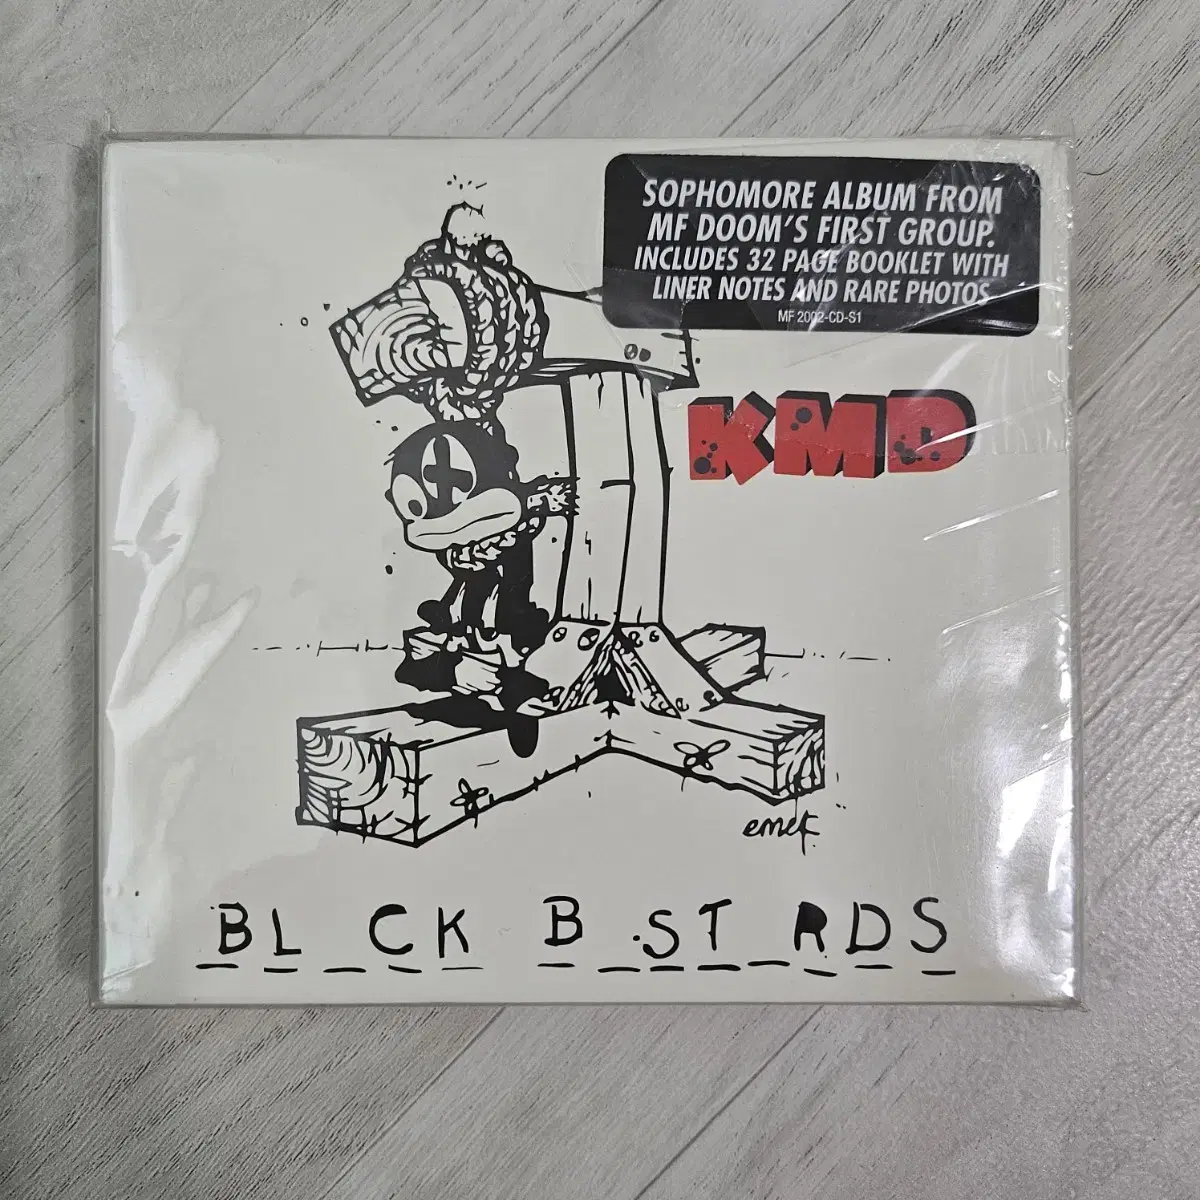 SOPHOMORE ALBUM FROM
MF DOOM'S FIRST GROUP.
INCLUDES 32 PAGE BOOKLET WITH
LINER NOTES AND RARE PHOTOS
MF 2002-CD-S1
KMD
emek
BL_CK B_ST_RDS